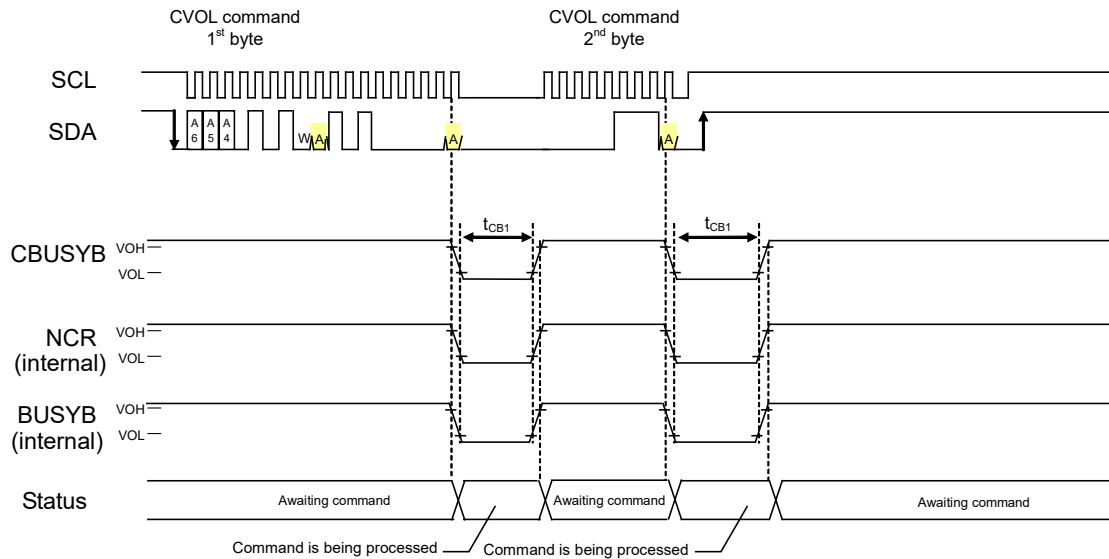 CVOL command
1st byte
CVOL command
2nd byte
SCL
SDA
A
6
A
5
A
4
W
A
A
A
tCB1
tCB1
CBUSYB
VOH
VOL
NCR
(internal)
VOH
VOL
BUSYB
(internal)
VOH
VOL
Status
Awaiting command
Awaiting command
Awaiting command
Command is being processed
Command is being processed